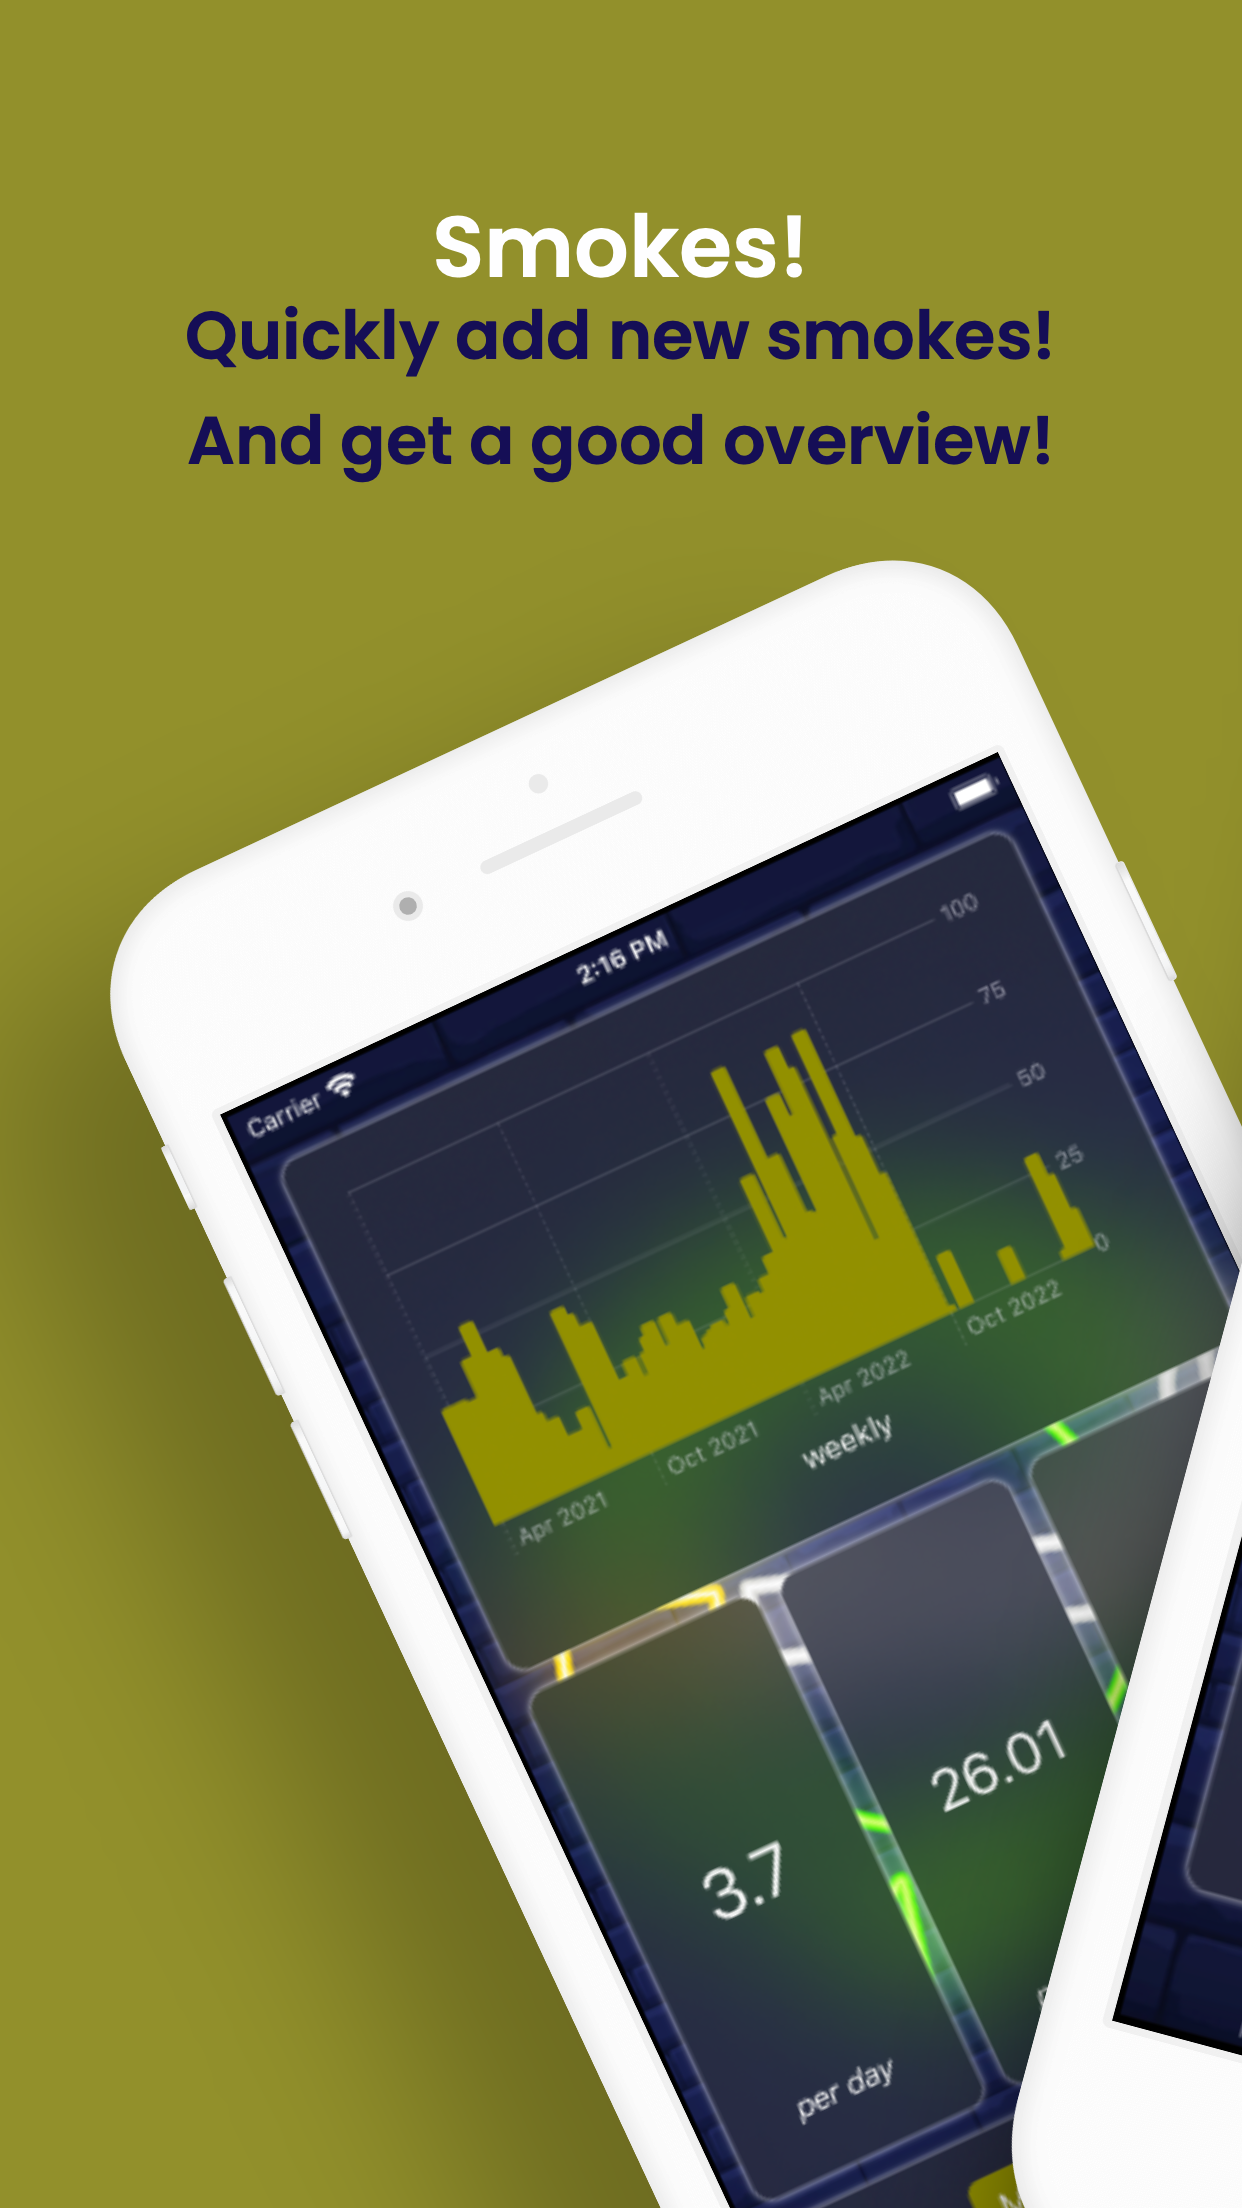 Smokes!
Quickly add new smokes!
And get a good overview!
Carrier
2:16 PM
100
75
50
25
0
Apr 2021
Oct 2021
Apr 2022
Oct 2022
weekly
3.7
per day
26.01